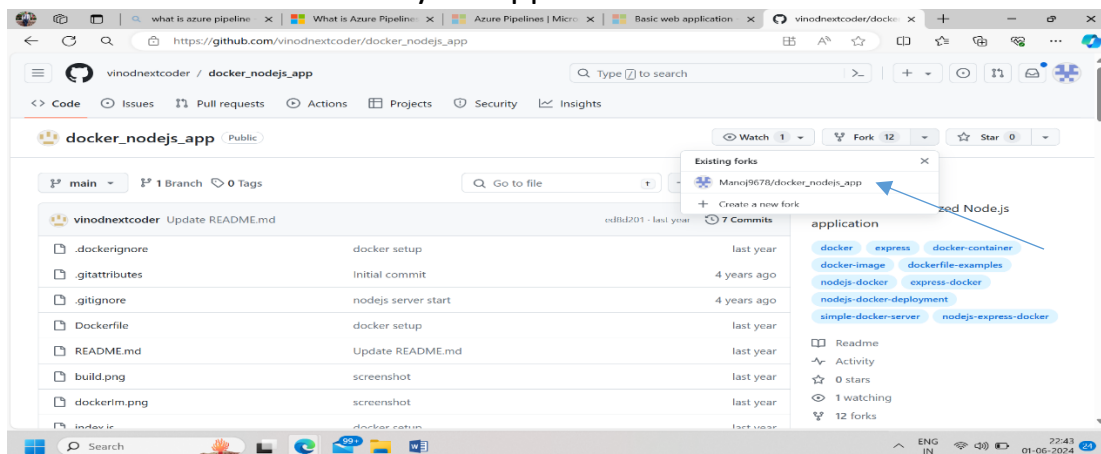 what is azure pipeline
What is Azure Pipeline
Azure Pipelines | Micro
Basic web application
vinodnextcoder/docker
https://github.com/vinodnextcoder/docker_nodejs_app
vinodnextcoder / docker_nodejs_app
Type / to search
<> Code Issues Pull requests Actions Projects Security Insights
docker_nodejs_app Public
Watch 1 Fork 12 Star 0
Existing forks
Manoj9678/docker_nodejs_app
+ Create a new fork
main 1 Branch 0 Tags Go to file t
zed Node.js
application
vinodnextcoder Update README.md ed8d201 · last year 7 Commits
.dockerignore docker setup last year
.gitattributes Initial commit 4 years ago
.gitignore nodejs server start 4 years ago
Dockerfile docker setup last year
README.md Update README.md last year
build.png screenshot last year
dockerIm.png screenshot last year
index.js docker setup last year
docker express docker-container
docker-image dockerfile-examples
nodejs-docker express-docker
nodejs-docker-deployment
simple-docker-server nodejs-express-docker
Readme
Activity
0 stars
1 watching
12 forks
Search
99+
ENG
IN
22:43
01-06-2024
24